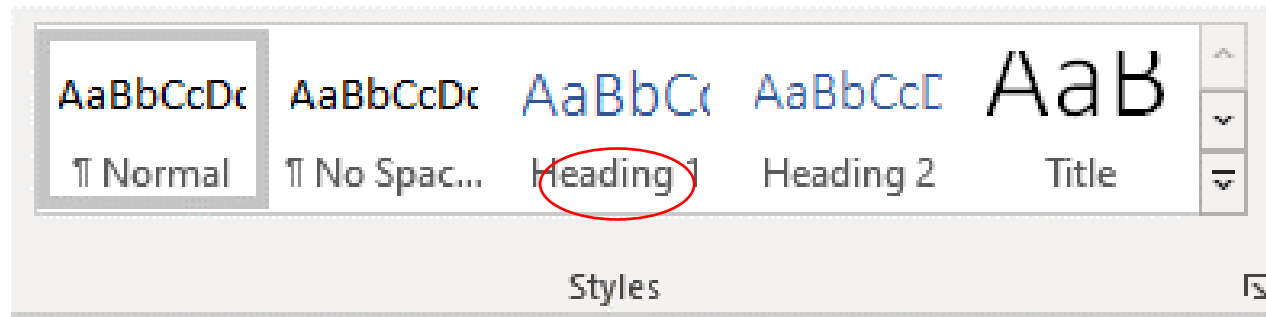 AaBbCcDc AaBbCcDc AaBbCc AaBbCcD AaB
¶ Normal ¶ No Spac... Heading 1 Heading 2 Title
Styles